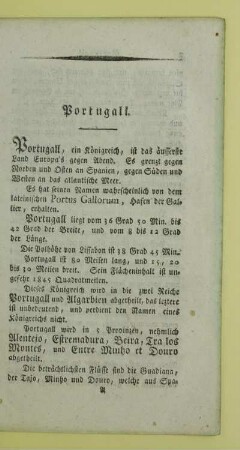 Portugall.
Portugall, ein Königreich, ist das äusserste
Land Europa's gegen Abend. Es grenzt gegen
Norden und Osten an Spanien, gegen Süden und
Westen an das atlantische Meer.
Es hat seinen Namen wahrscheinlich von dem
lateinischen Portus Gallorum, Hafen der Gal-
lier, erhalten.
Portugall liegt vom 36 Grad 50 Min. bis
42 Grad der Breite, und vom 8 bis 12 Grad
der Länge.
Die Polhöhe von Lissabon ist 38 Grad 45 Min.
Portugall ist 80 Meilen lang, und 15, 20
bis 30 Meilen breit. Sein Flächeninhalt ist un-
gefehr 1845 Quadratmeilen.
Dieses Königreich wird in die zwei Reiche
Portugall und Algarbien abgetheilt, das letztere
ist unbedeutend, und verdient den Namen eines
Königreichs nicht.
Portugall wird in 5 Provinzen, nehmlich
Alentejo, Estremadura, Beira, Tra los
Montes, und Entre Minho et Douro
abgetheilt.
Die beträchtlichsten Flüsse sind die Guadiana,
der Tajo, Minho und Douro, welche aus Spa-
A